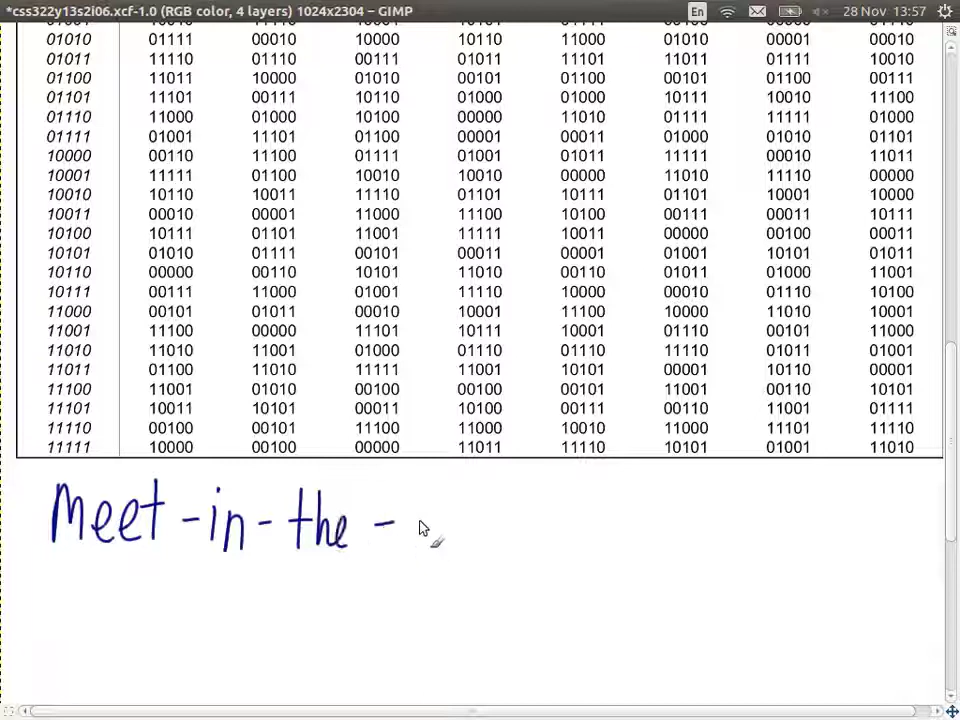 *css322y13s2i06.xcf-1.0 (RGB color, 4 layers) 1024x2304 – GIMP En 28 Nov 13:57
01010 01111 00010 10000 10110 11000 01010 00001 00010
01011 11110 01110 00111 01011 11101 11011 01111 10010
01100 11011 10000 01010 00101 01100 00101 01100 00111
01101 11101 00111 10110 01000 01000 10111 10010 11100
01110 11000 01000 10100 00000 11010 01111 11111 01000
01111 01001 11101 01100 00001 00011 01000 01010 01101
10000 00110 11100 01111 01001 01011 11111 00010 11011
10001 11111 01100 10010 10010 00000 11010 11110 00000
10010 10110 10011 11110 01101 10111 01101 10001 10000
10011 00010 00001 11000 11100 10100 00111 00011 10111
10100 10111 01101 11001 11111 10011 00000 00100 00011
10101 01010 01111 00101 00011 00001 01001 10101 01011
10110 00000 00110 10101 11010 00110 01011 01000 11001
10111 00111 11000 01001 11110 10000 00010 01110 10100
11000 00101 01011 00010 10001 11100 10000 11010 10001
11001 11100 00000 11101 10111 10001 01110 00101 11000
11010 11010 11001 01000 01110 01110 11110 01011 01001
11011 01100 11010 11111 11001 10101 00001 10110 00001
11100 11001 01010 00100 00100 00101 11001 00110 10101
11101 10011 10101 00011 10100 00111 00110 11001 01111
11110 00100 00101 11100 11000 10010 11000 11101 11110
11111 10000 00100 00000 11011 11110 10101 01001 11010
Meet-in-the-